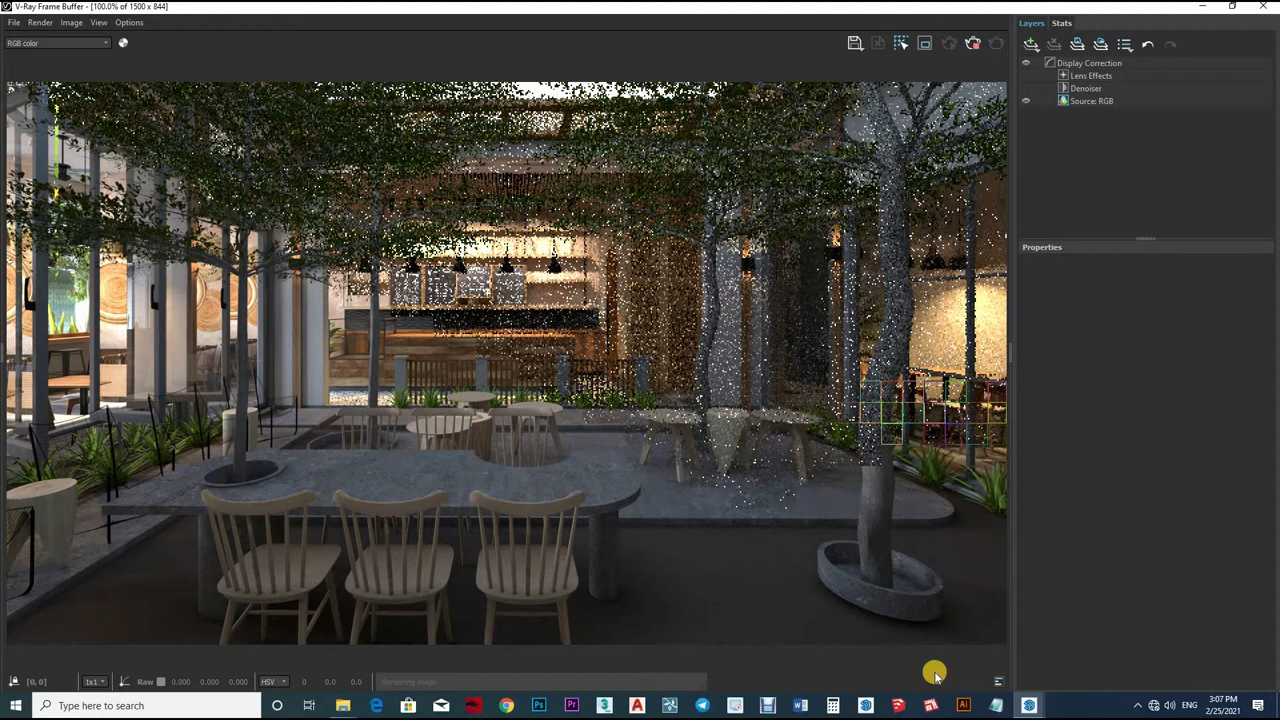 V-Ray Frame Buffer - [100.0% of 1500 x 844]
File Render Image View Options
RGB color
Layers Stats
Display Correction
Lens Effects
Denoiser
Source: RGB
Properties
[0, 0] 1x1 Raw 0.000 0.000 0.000 HSV 0 0.0 0.0 Rendering image...
Type here to search
ENG
3:07 PM
2/25/2021